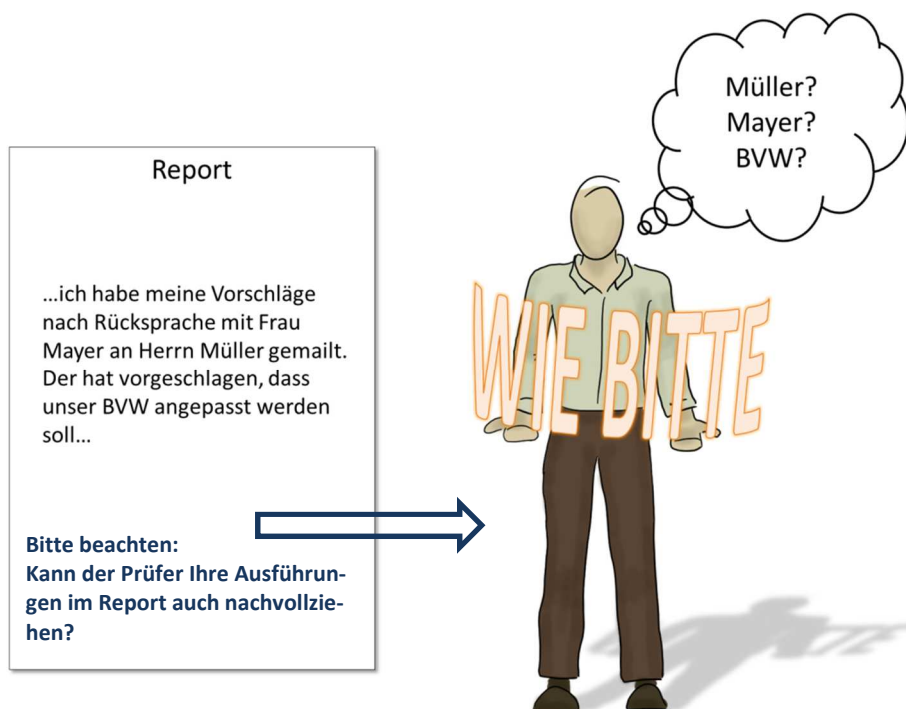 Report
...ich habe meine Vorschläge
nach Rücksprache mit Frau
Mayer an Herrn Müller gemailt.
Der hat vorgeschlagen, dass
unser BVW angepasst werden
soll...
Bitte beachten:
Kann der Prüfer Ihre Ausführun-
gen im Report auch nachvollzie-
hen?
Müller?
Mayer?
BVW?
WIE BITTE